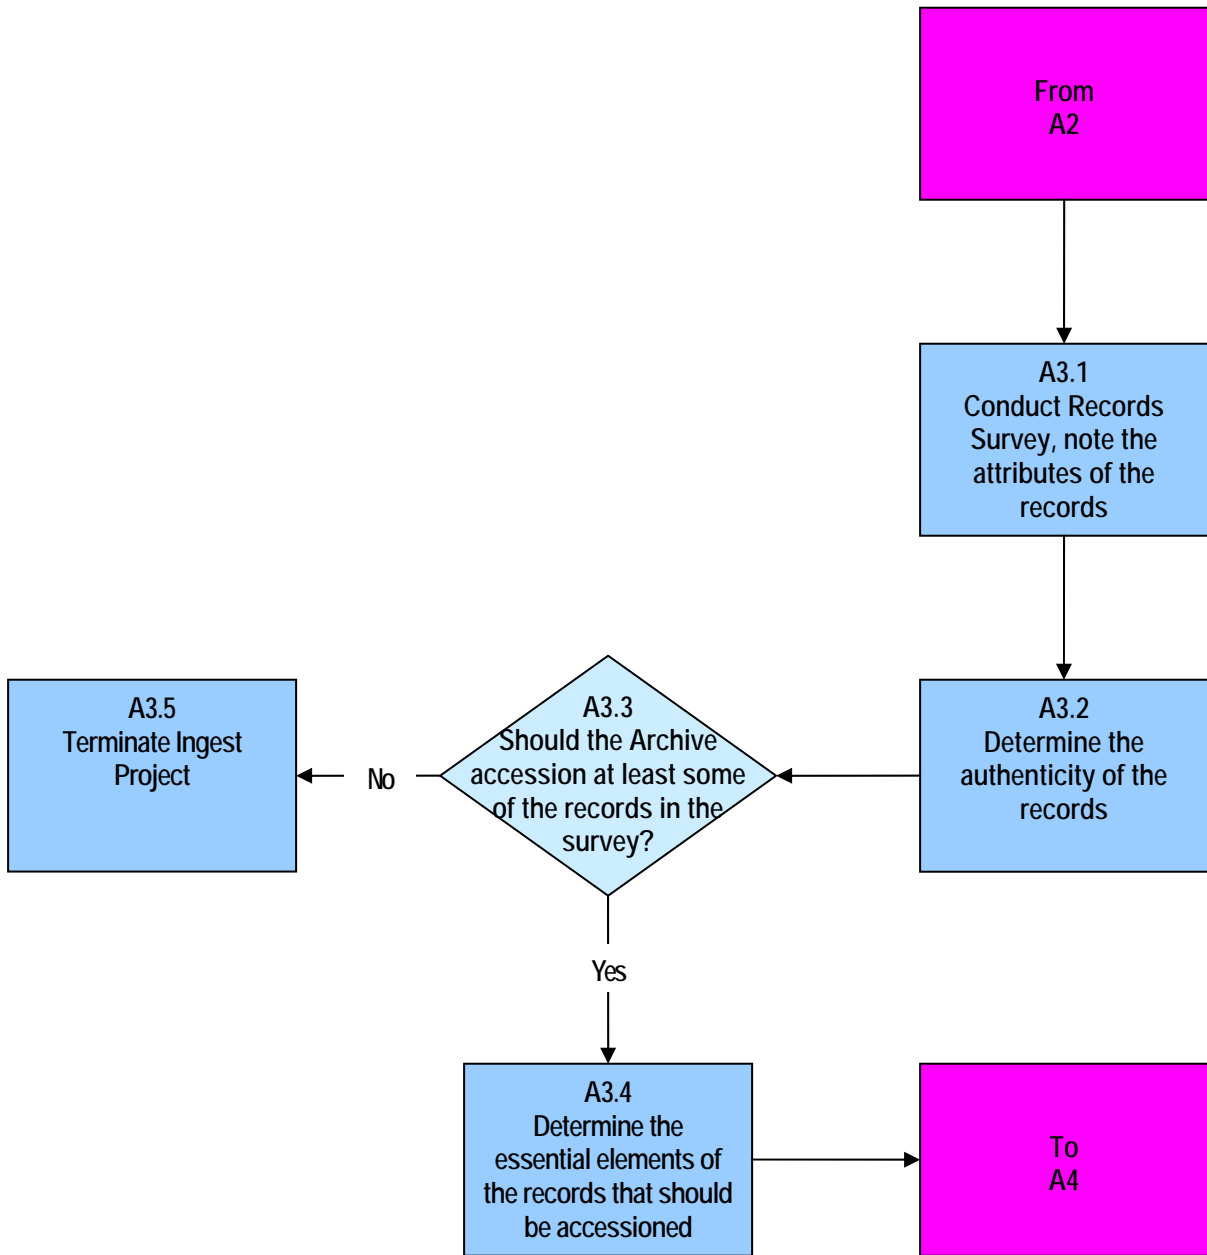 From
A2
A3.1
Conduct Records
Survey, note the
attributes of the
records
A3.2
Determine the
authenticity of the
records
A3.3
Should the Archive
accession at least some
of the records in the
survey?
No
A3.5
Terminate Ingest
Project
Yes
A3.4
Determine the
essential elements of
the records that should
be accessioned
To
A4